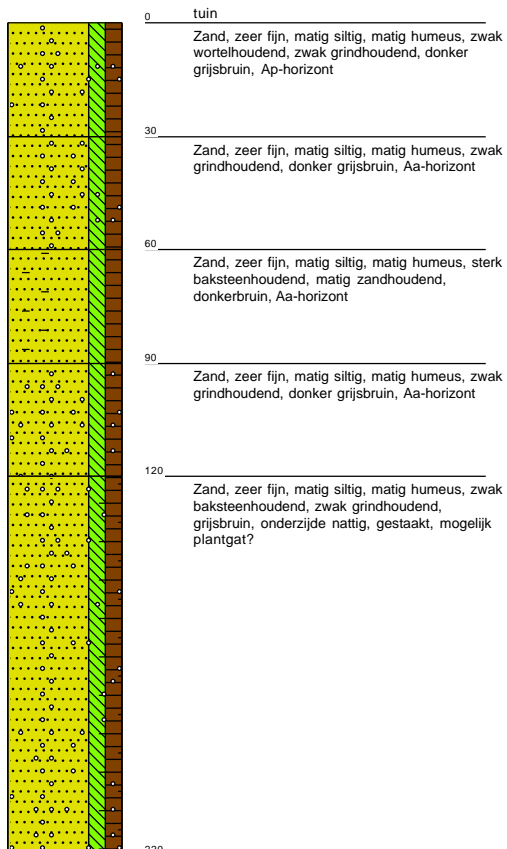 0
tuin
Zand, zeer fijn, matig siltig, matig humeus, zwak
wortelhoudend, zwak grindhoudend, donker
grijsbruin, Ap-horizont
30
Zand, zeer fijn, matig siltig, matig humeus, zwak
grindhoudend, donker grijsbruin, Aa-horizont
60
Zand, zeer fijn, matig siltig, matig humeus, sterk
baksteenhoudend, matig zandhoudend,
donkerbruin, Aa-horizont
90
Zand, zeer fijn, matig siltig, matig humeus, zwak
grindhoudend, donker grijsbruin, Aa-horizont
120
Zand, zeer fijn, matig siltig, matig humeus, zwak
baksteenhoudend, zwak grindhoudend,
grijsbruin, onderzijde nattig, gestaakt, mogelijk
plantgat?